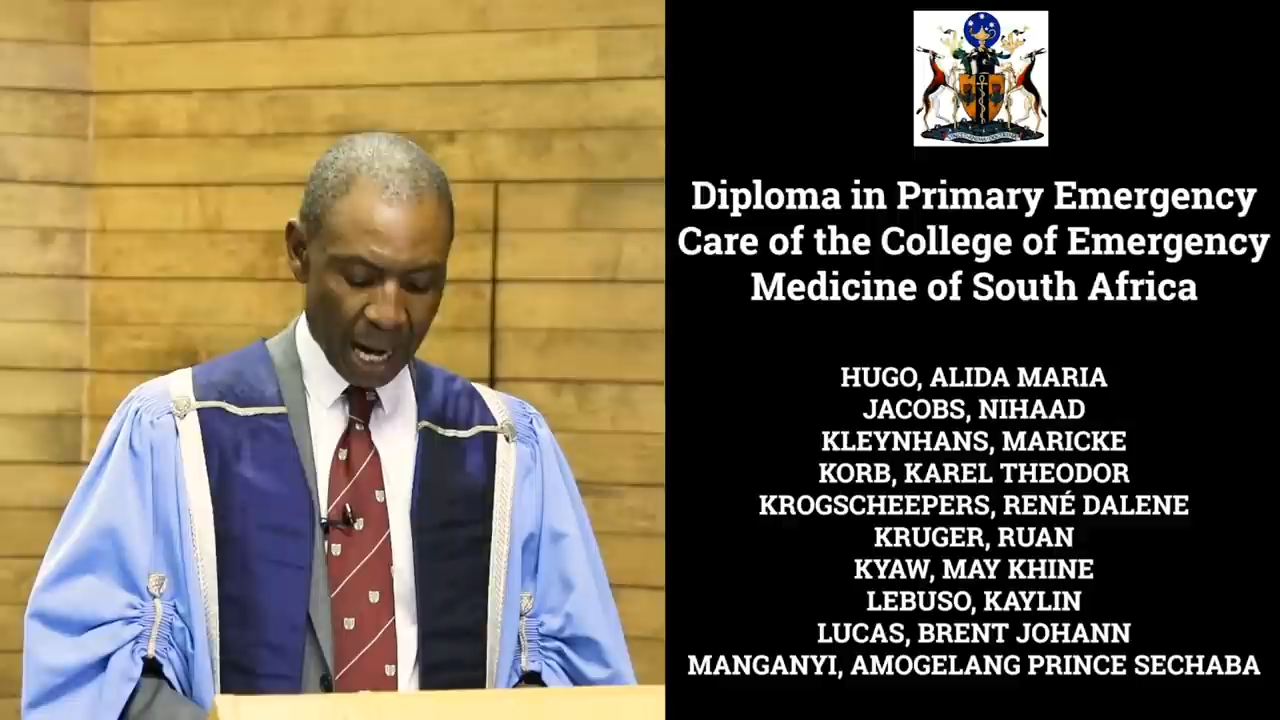 Diploma in Primary Emergency
Care of the College of Emergency
Medicine of South Africa
HUGO, ALIDA MARIA
JACOBS, NIHAAD
KLEYNHANS, MARICKE
KORB, KAREL THEODOR
KROGSCHEEPERS, RENÉ DALENE
KRUGER, RUAN
KYAW, MAY KHINE
LEBUSO, KAYLIN
LUCAS, BRENT JOHANN
MANGANYI, AMOGELANG PRINCE SECHABA